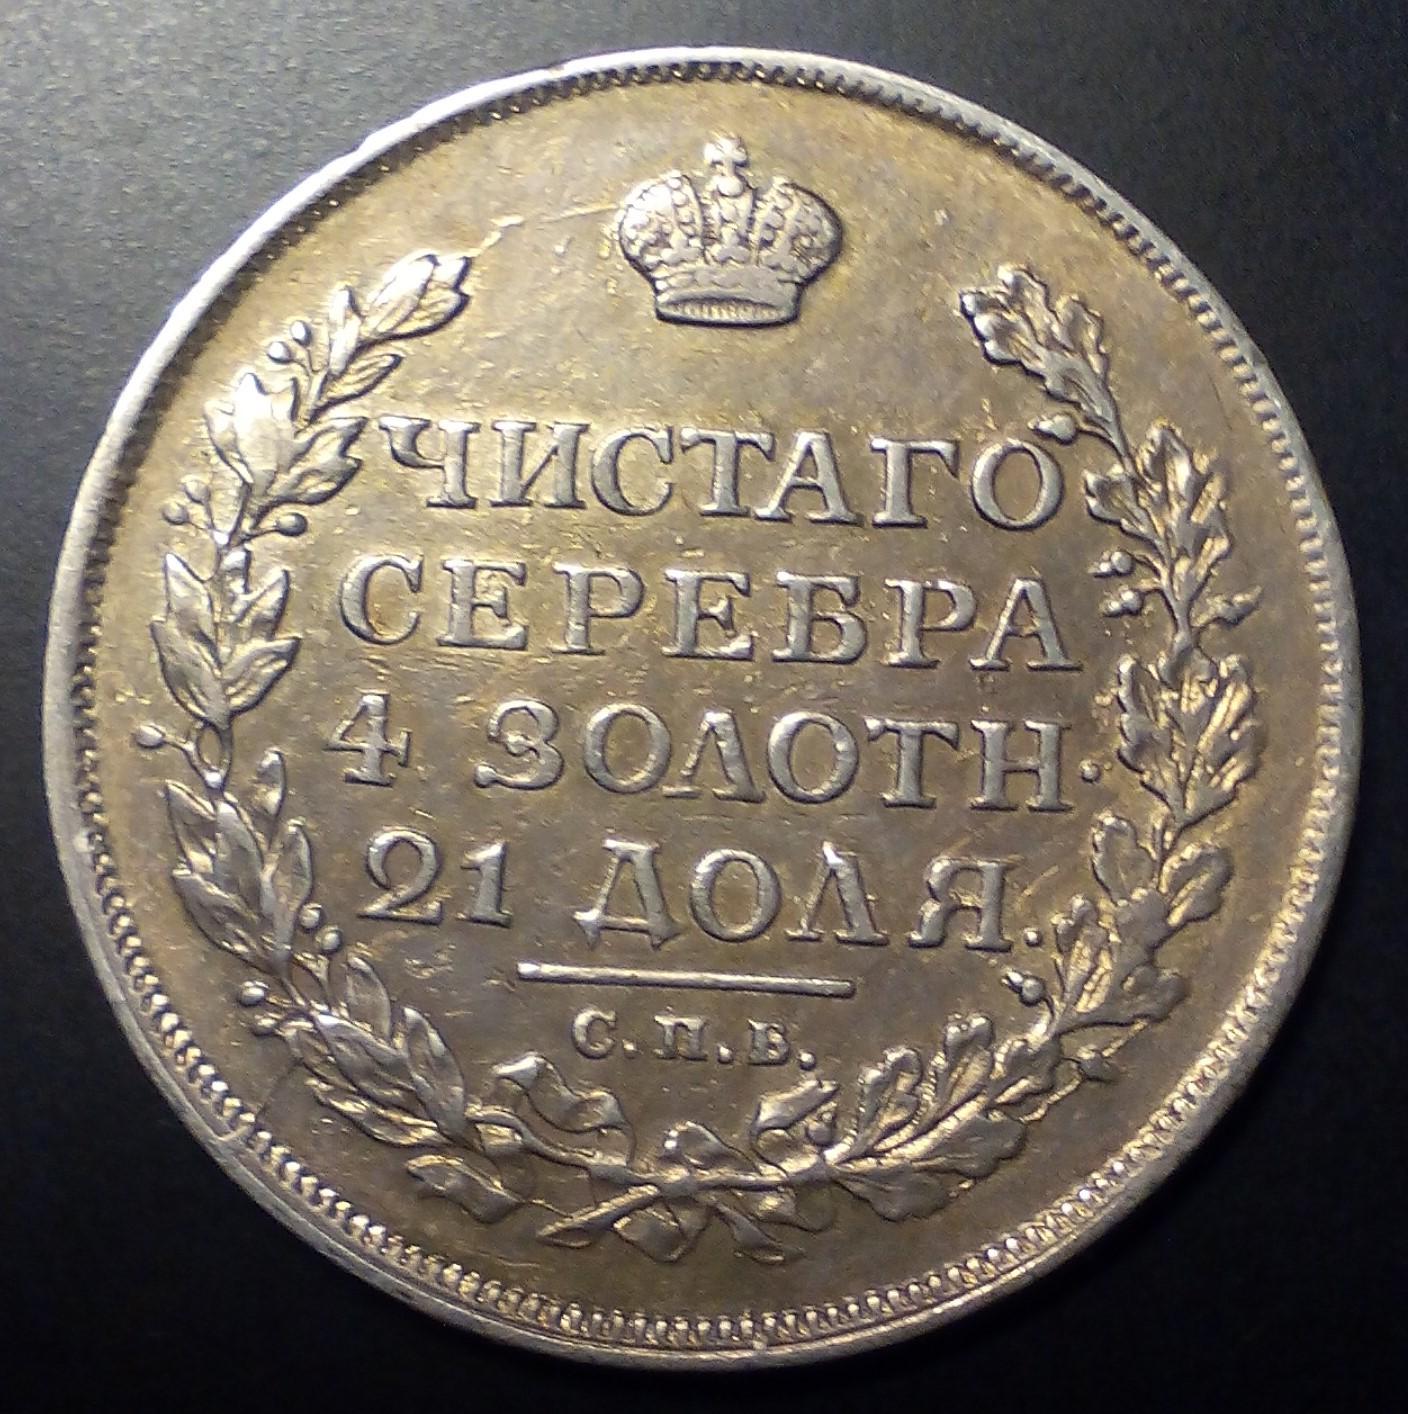 ЧИСТАГО
СЕРЕБРА
4 ЗОЛОТН.
21 ДОЛЯ.
С.П.Б.